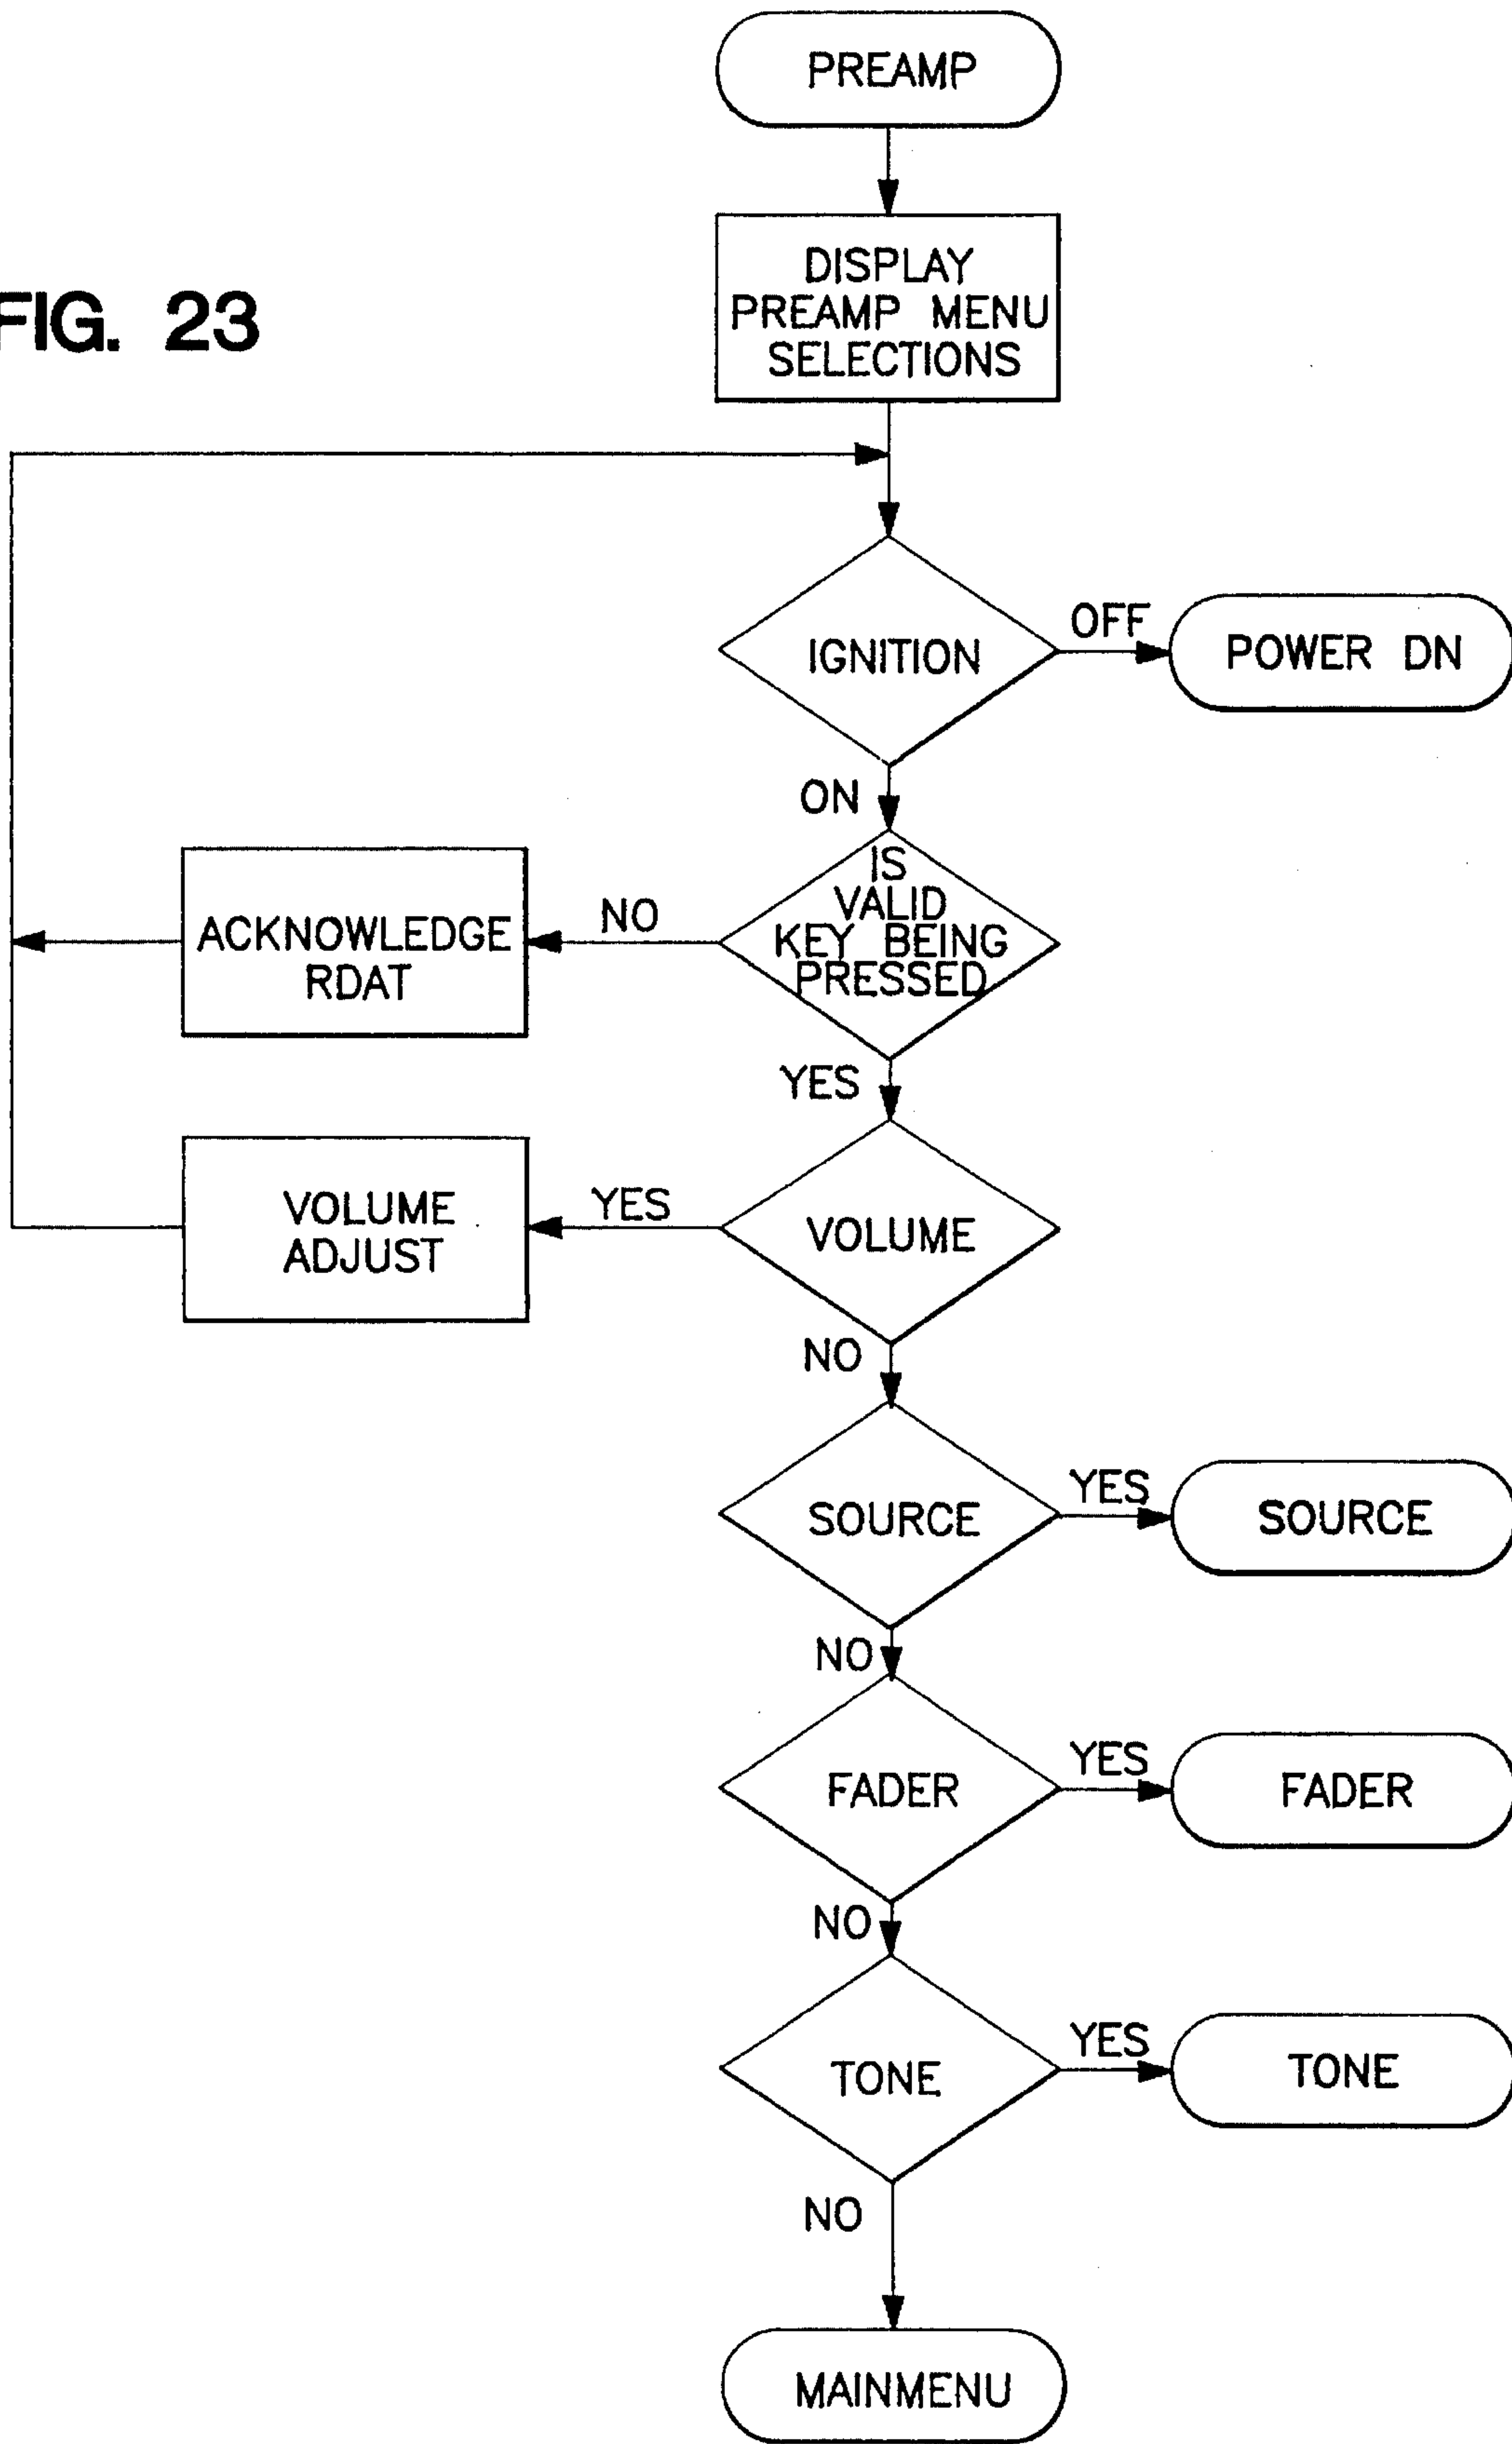 PREAMP
DISPLAY
PREAMP MENU
SELECTIONS
FIG. 23
IGNITION
OFF
POWER DN
ON
IS
VALID
KEY BEING
PRESSED
NO
ACKNOWLEDGE
RDAT
YES
VOLUME
YES
VOLUME
ADJUST
NO
SOURCE
YES
SOURCE
NO
FADER
YES
FADER
NO
TONE
YES
TONE
NO
MAINMENU